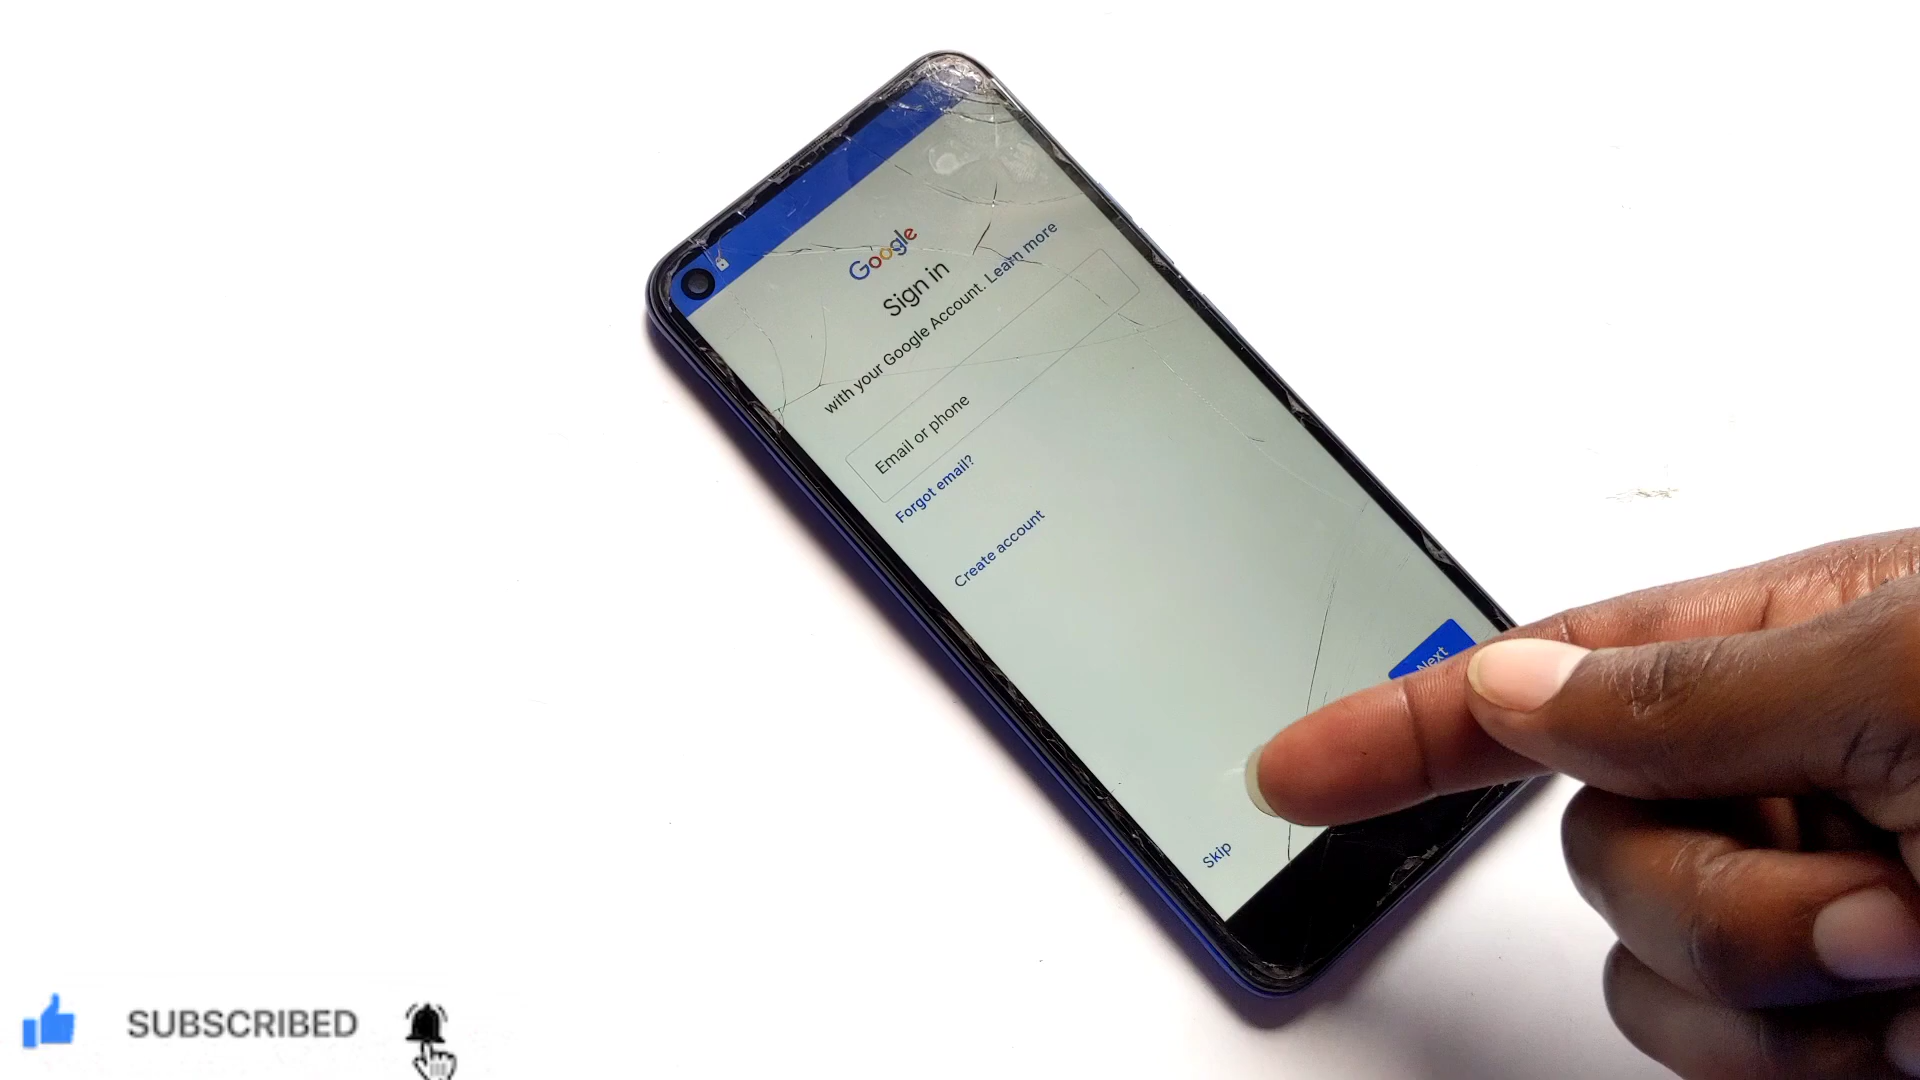 Google
Sign in
with your Google Account. Learn more
Email or phone
Forgot email?
Create account
Next
Skip
SUBSCRIBED